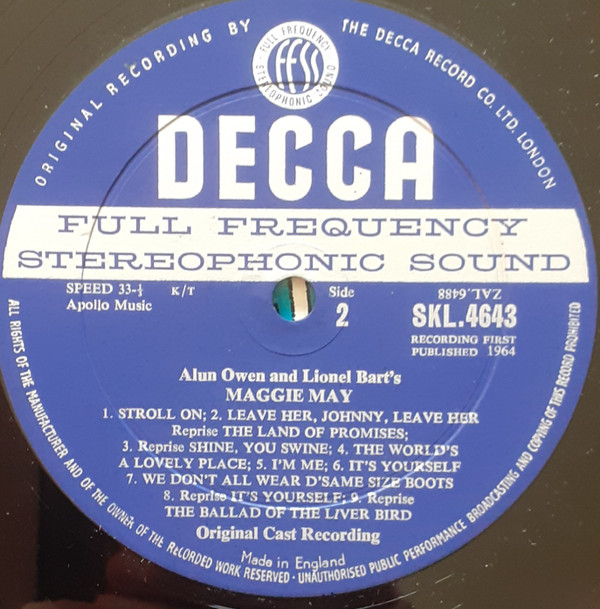 ORIGINAL RECORDING BY THE DECCA RECORD CO. LTD. LONDON
FULL FREQUENCY
ffss
STEREOPHONIC SOUND
DECCA
FULL FREQUENCY
STEREOPHONIC SOUND
SPEED 33-⅓ K/T
Apollo Music
Side
2
ZAL.6488
SKL.4643
RECORDING FIRST
PUBLISHED 1964
Alun Owen and Lionel Bart's
MAGGIE MAY
1. STROLL ON; 2. LEAVE HER, JOHNNY, LEAVE HER
Reprise THE LAND OF PROMISES;
3. Reprise SHINE, YOU SWINE; 4. THE WORLD'S
A LOVELY PLACE; 5. I'M ME; 6. IT'S YOURSELF
7. WE DON'T ALL WEAR D'SAME SIZE BOOTS
8. Reprise IT'S YOURSELF; 9. Reprise
THE BALLAD OF THE LIVER BIRD
Original Cast Recording
Made in England
ALL RIGHTS OF THE MANUFACTURER AND OF THE OWNER OF THE RECORDED WORK RESERVED · UNAUTHORISED PUBLIC PERFORMANCE BROADCASTING AND COPYING OF THIS RECORD PROHIBITED